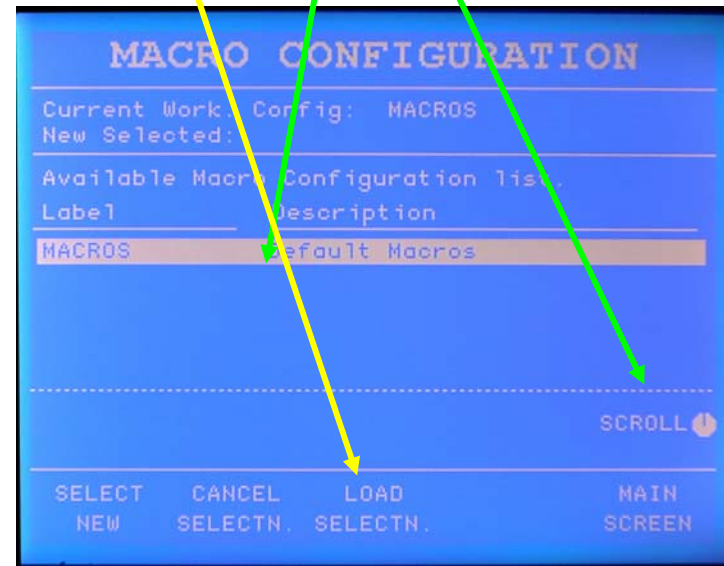 MACRO CONFIGURATION
Current Work. Config: MACROS
New Selected:
Available Macro Configuration list.
Label Description
MACROS Default Macros
SCROLL
SELECT CANCEL LOAD MAIN
NEW SELECTN. SELECTN. SCREEN